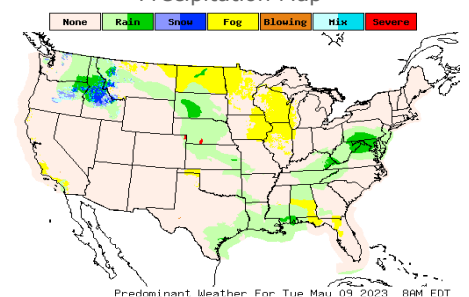 Precipitation Map
None Rain Snow Fog Blowing Mix Severe
Predominant Weather For Tue May 09 2023 8AM EDT